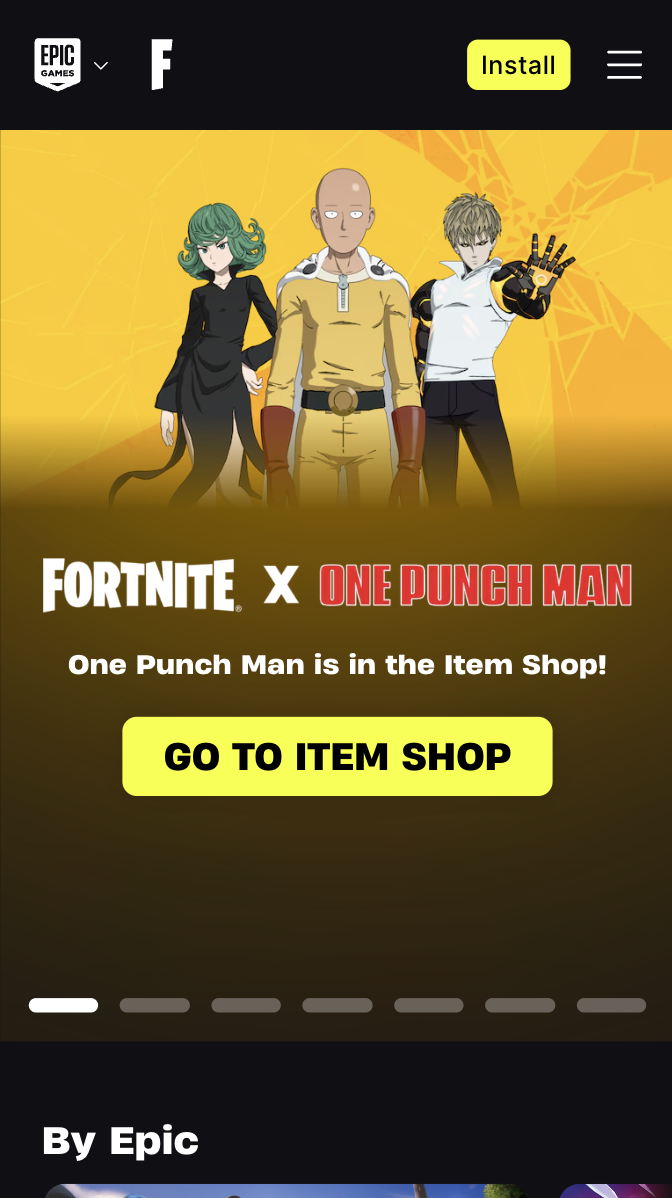 EPIC
GAMES
F
Install
FORTNITE® X ONE PUNCH MAN
One Punch Man is in the Item Shop!
GO TO ITEM SHOP
By Epic